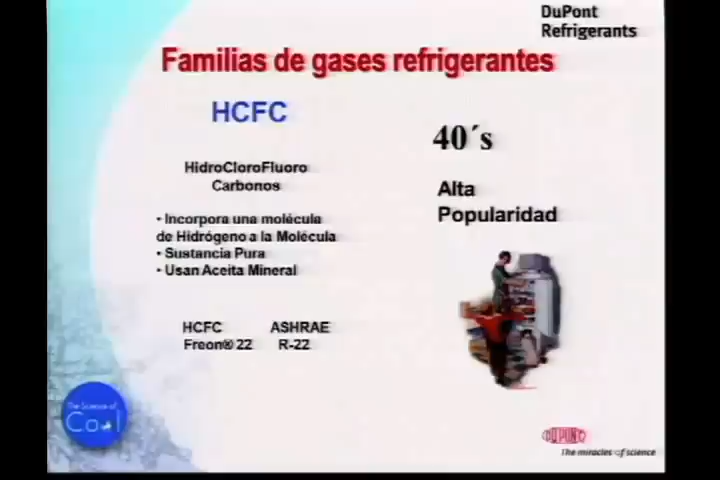 DuPont
Refrigerants
Familias de gases refrigerantes
HCFC
HidroCloroFluoro
Carbonos
• Incorpora una molécula
de Hidrógeno a la Molécula
• Sustancia Pura
• Usan Aceita Mineral
HCFC ASHRAE
Freon® 22 R-22
40´s
Alta
Popularidad
The Science of
Cool
DUPONT
The miracles of science